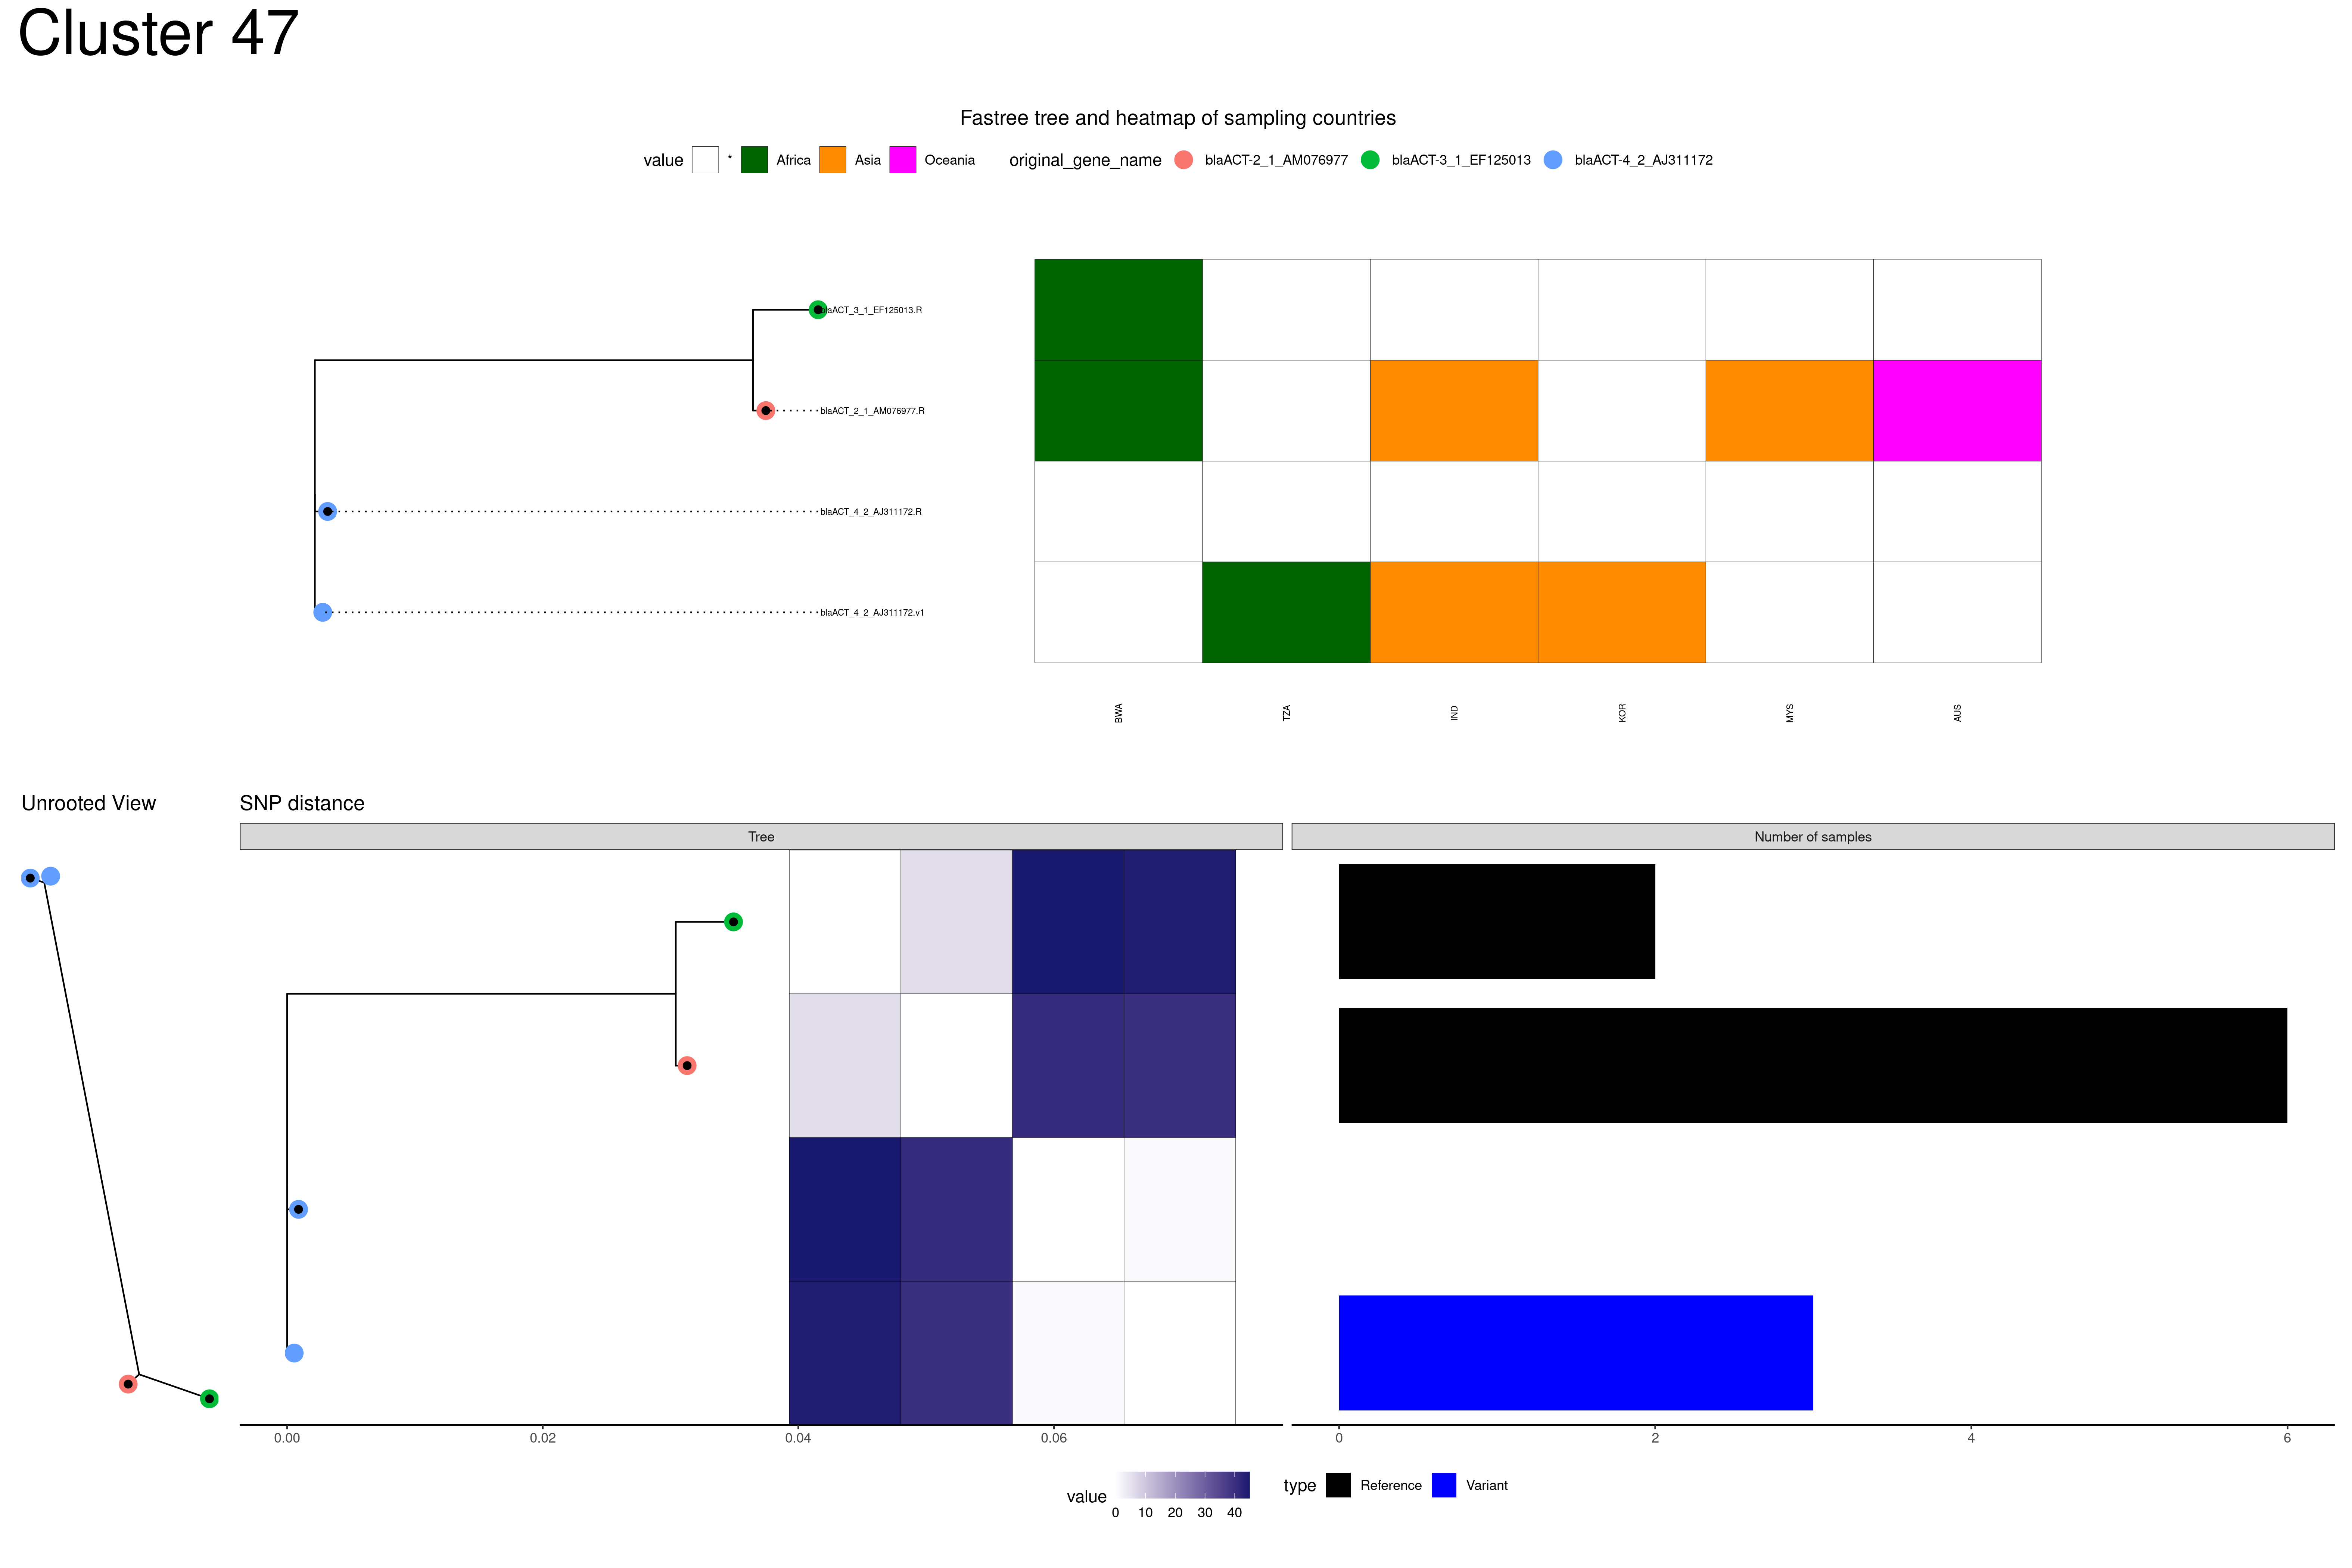 Cluster 47
Fastree tree and heatmap of sampling countries
value * Africa Asia Oceania original_gene_name blaACT-2_1_AM076977 blaACT-3_1_EF125013 blaACT-4_2_AJ311172
blaACT_3_1_EF125013.R
blaACT_2_1_AM076977.R
blaACT_4_2_AJ311172.R
blaACT_4_2_AJ311172.v1
BWA TZA IND KOR MYS AUS
Unrooted View
SNP distance
Tree
Number of samples
0.00 0.02 0.04 0.06
0 2 4 6
value 0 10 20 30 40
type Reference Variant